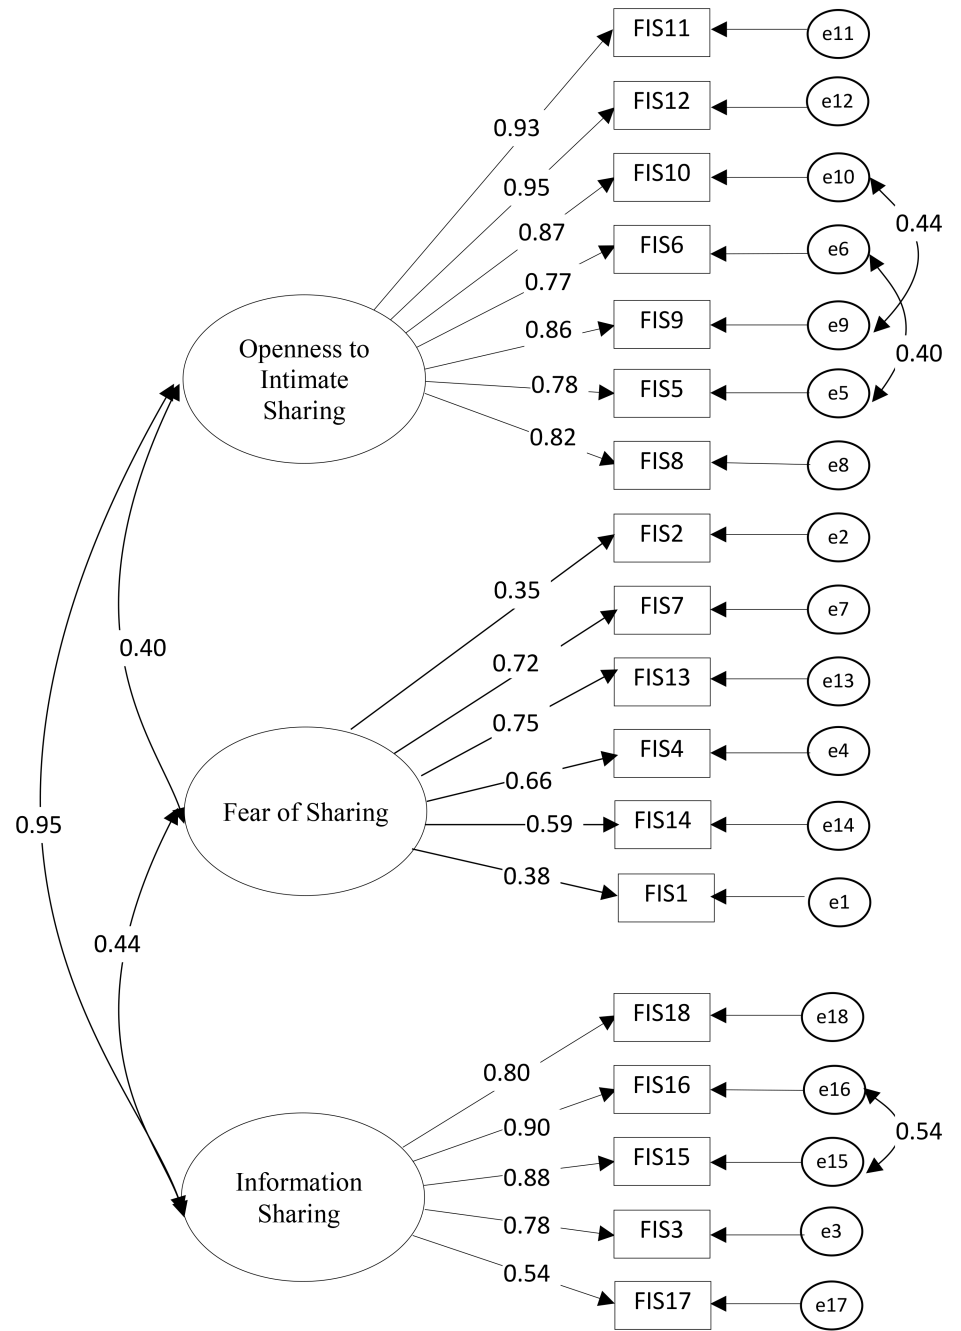 FIS11
e11
0.93
FIS12
e12
0.95
FIS10
e10
0.87
0.44
FIS6
e6
0.77
FIS9
e9
0.86
0.40
FIS5
e5
0.78
FIS8
e8
0.82
Openness to
Intimate
Sharing
FIS2
e2
0.35
FIS7
e7
0.72
FIS13
e13
0.75
FIS4
e4
0.66
FIS14
e14
0.59
FIS1
e1
0.38
Fear of Sharing
0.40
0.95
0.44
FIS18
e18
0.80
FIS16
e16
0.90
0.54
FIS15
e15
0.88
FIS3
e3
0.78
FIS17
e17
0.54
Information
Sharing